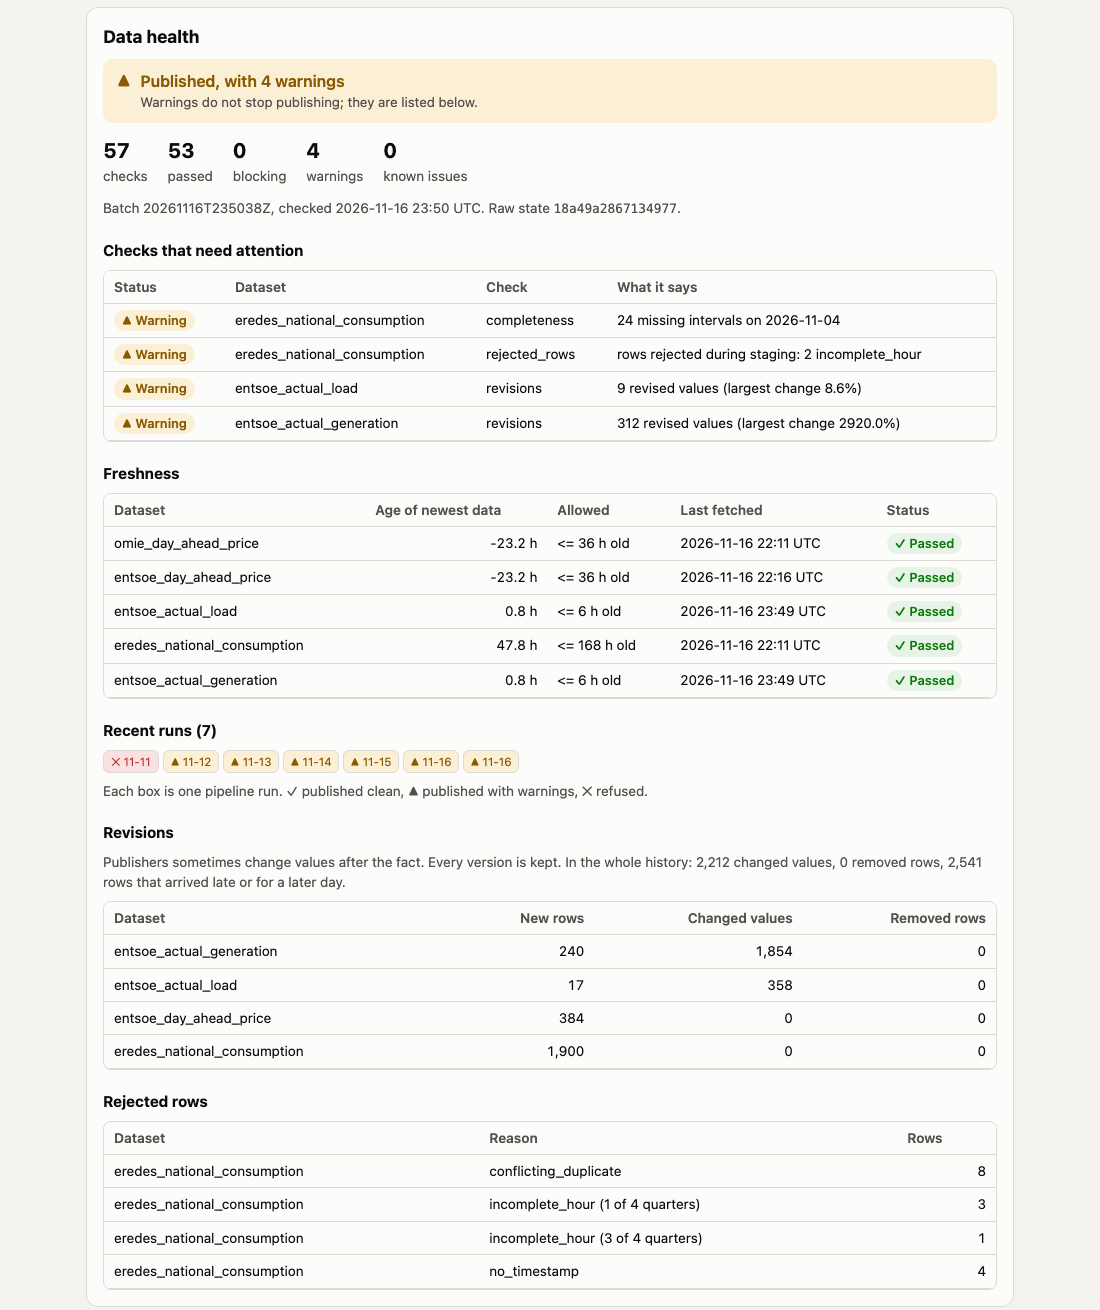 Data health
▲ Published, with 4 warnings
Warnings do not stop publishing; they are listed below.
57 53 0 4 0
checks passed blocking warnings known issues
Batch 20261116T235038Z, checked 2026-11-16 23:50 UTC. Raw state 18a49a2867134977.
Checks that need attention
Status Dataset Check What it says
▲ Warning eredes_national_consumption completeness 24 missing intervals on 2026-11-04
▲ Warning eredes_national_consumption rejected_rows rows rejected during staging: 2 incomplete_hour
▲ Warning entsoe_actual_load revisions 9 revised values (largest change 8.6%)
▲ Warning entsoe_actual_generation revisions 312 revised values (largest change 2920.0%)
Freshness
Dataset Age of newest data Allowed Last fetched Status
omie_day_ahead_price -23.2 h <= 36 h old 2026-11-16 22:11 UTC ✓ Passed
entsoe_day_ahead_price -23.2 h <= 36 h old 2026-11-16 22:16 UTC ✓ Passed
entsoe_actual_load 0.8 h <= 6 h old 2026-11-16 23:49 UTC ✓ Passed
eredes_national_consumption 47.8 h <= 168 h old 2026-11-16 22:11 UTC ✓ Passed
entsoe_actual_generation 0.8 h <= 6 h old 2026-11-16 23:49 UTC ✓ Passed
Recent runs (7)
✕ 11-11 ▲ 11-12 ▲ 11-13 ▲ 11-14 ▲ 11-15 ▲ 11-16 ▲ 11-16
Each box is one pipeline run. ✓ published clean, ▲ published with warnings, ✕ refused.
Revisions
Publishers sometimes change values after the fact. Every version is kept. In the whole history: 2,212 changed values, 0 removed rows, 2,541
rows that arrived late or for a later day.
Dataset New rows Changed values Removed rows
entsoe_actual_generation 240 1,854 0
entsoe_actual_load 17 358 0
entsoe_day_ahead_price 384 0 0
eredes_national_consumption 1,900 0 0
Rejected rows
Dataset Reason Rows
eredes_national_consumption conflicting_duplicate 8
eredes_national_consumption incomplete_hour (1 of 4 quarters) 3
eredes_national_consumption incomplete_hour (3 of 4 quarters) 1
eredes_national_consumption no_timestamp 4